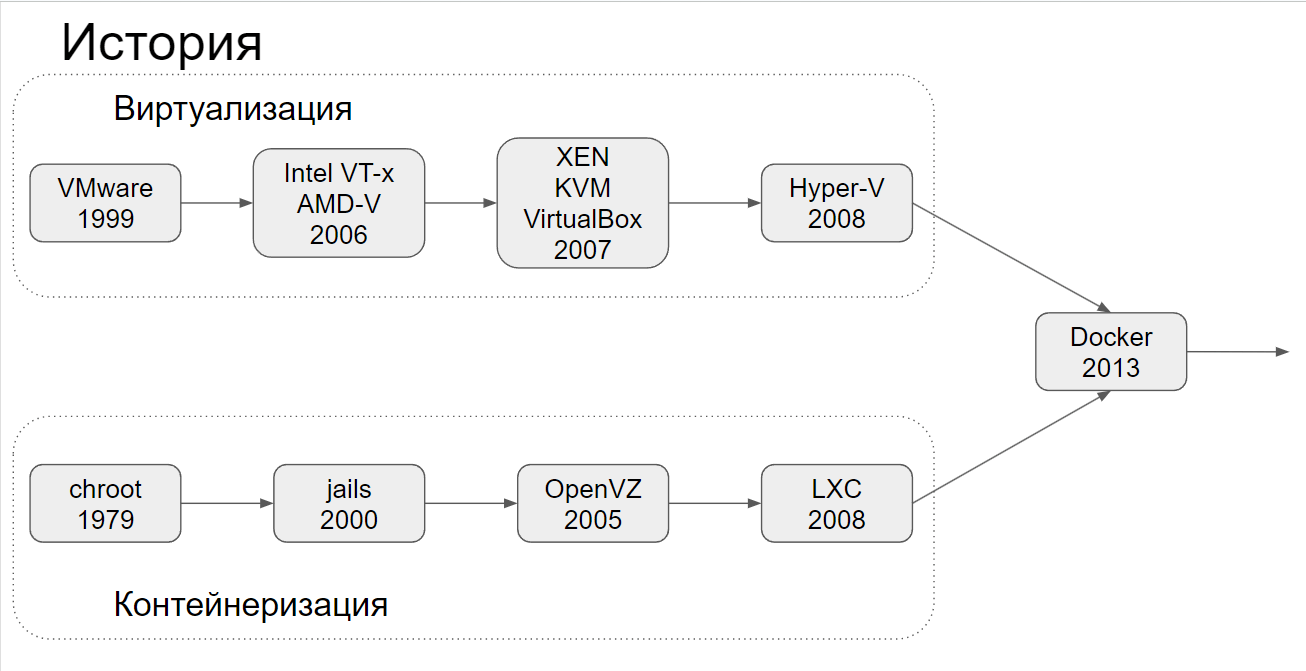 История
Виртуализация
VMware
1999
Intel VT-x
AMD-V
2006
XEN
KVM
VirtualBox
2007
Hyper-V
2008
Docker
2013
chroot
1979
jails
2000
OpenVZ
2005
LXC
2008
Контейнеризация